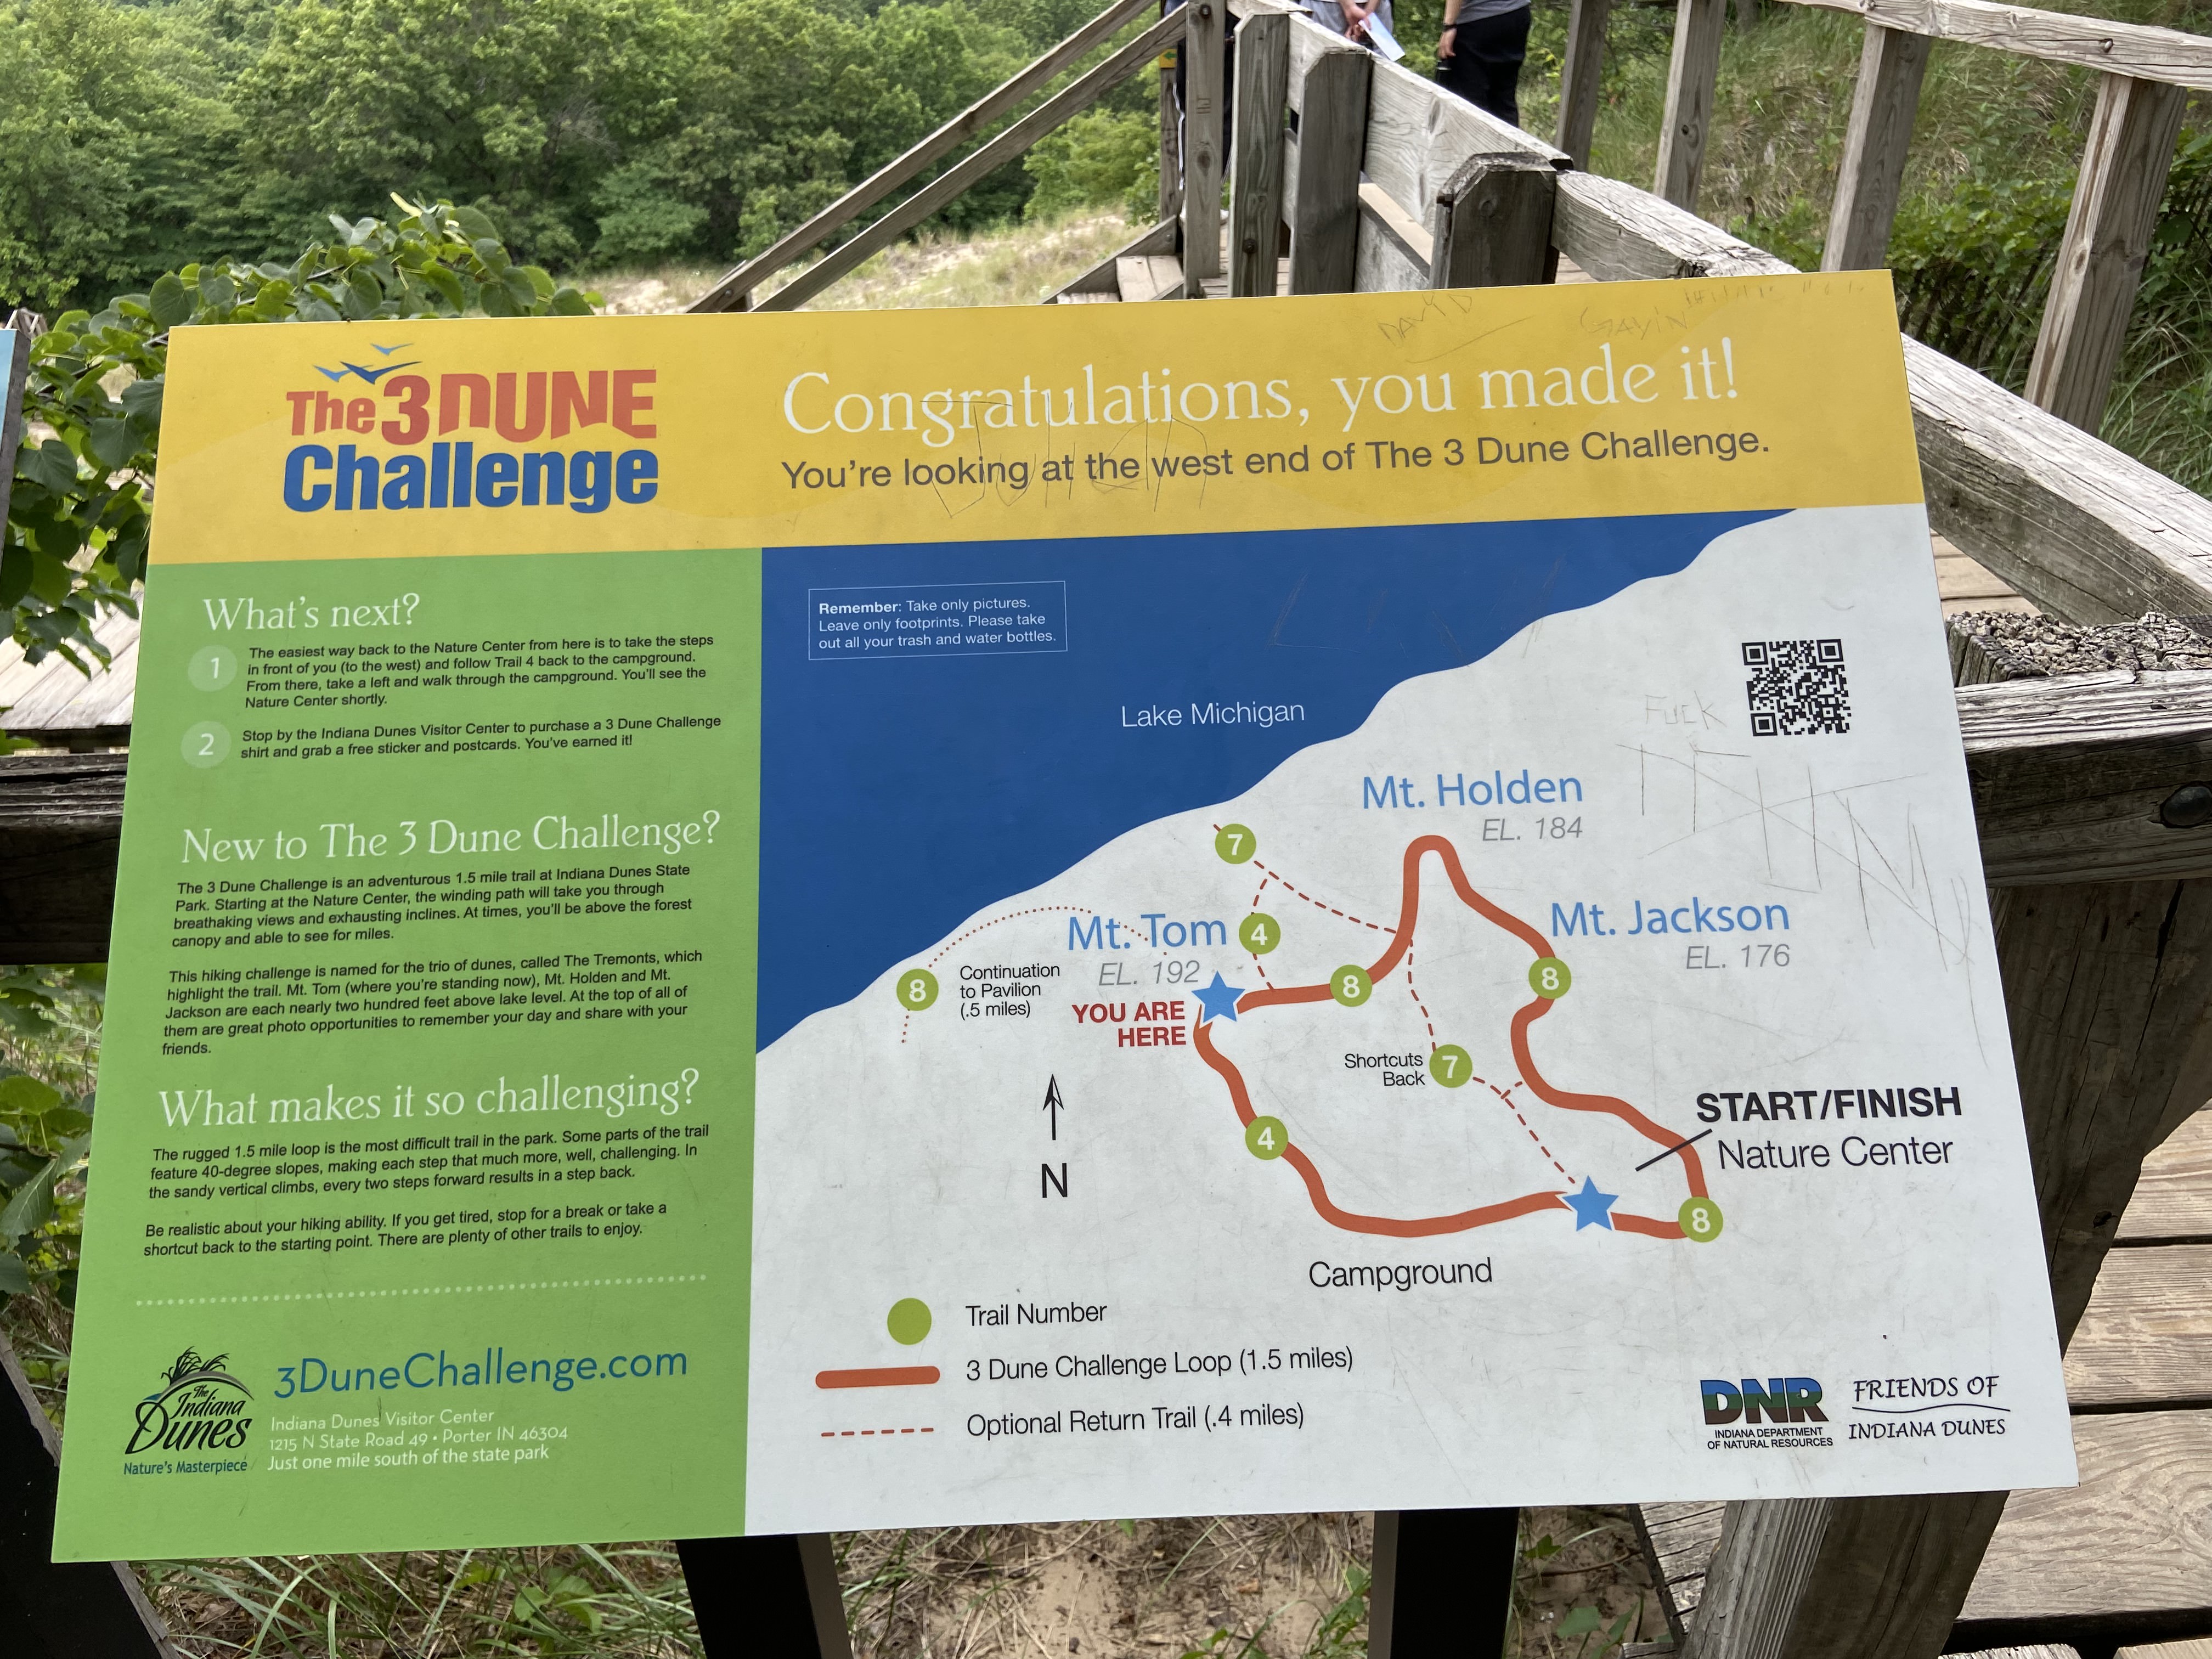 The 3 DUNE
Challenge
Congratulations, you made it!
You're looking at the west end of The 3 Dune Challenge.
DAVYD
GAVIN
What's next?
1
The easiest way back to the Nature Center from here is to take the steps
in front of you (to the west) and follow Trail 4 back to the campground.
From there, take a left and walk through the campground. You'll see the
Nature Center shortly.
2
Stop by the Indiana Dunes Visitor Center to purchase a 3 Dune Challenge
shirt and grab a free sticker and postcards. You've earned it!
New to The 3 Dune Challenge?
The 3 Dune Challenge is an adventurous 1.5 mile trail at Indiana Dunes State
Park. Starting at the Nature Center, the winding path will take you through
breathaking views and exhausting inclines. At times, you'll be above the forest
canopy and able to see for miles.
This hiking challenge is named for the trio of dunes, called The Tremonts, which
highlight the trail. Mt. Tom (where you're standing now), Mt. Holden and Mt.
Jackson are each nearly two hundred feet above lake level. At the top of all of
them are great photo opportunities to remember your day and share with your
friends.
What makes it so challenging?
The rugged 1.5 mile loop is the most difficult trail in the park. Some parts of the trail
feature 40-degree slopes, making each step that much more, well, challenging. In
the sandy vertical climbs, every two steps forward results in a step back.
Be realistic about your hiking ability. If you get tired, stop for a break or take a
shortcut back to the starting point. There are plenty of other trails to enjoy.
The
Indiana
Dunes
Nature's Masterpiece
3DuneChallenge.com
Indiana Dunes Visitor Center
1215 N State Road 49 • Porter IN 46304
Just one mile south of the state park
Remember: Take only pictures.
Leave only footprints. Please take
out all your trash and water bottles.
Lake Michigan
Fuck
Mt. Holden
EL. 184
7
Mt. Jackson
EL. 176
Mt. Tom
EL. 192
4
8
8
8
Continuation
to Pavilion
(.5 miles)
YOU ARE
HERE
Shortcuts
Back
7
N
4
START/FINISH
Nature Center
8
Campground
Trail Number
3 Dune Challenge Loop (1.5 miles)
Optional Return Trail (.4 miles)
DNR
INDIANA DEPARTMENT
OF NATURAL RESOURCES
FRIENDS OF
INDIANA DUNES